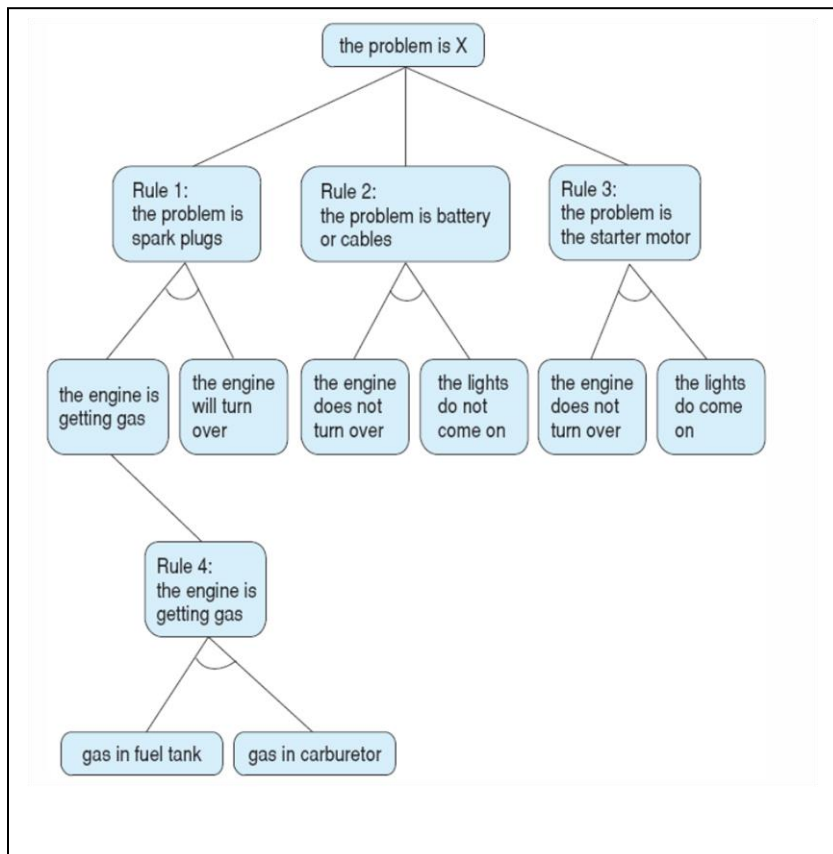 the problem is X
Rule 1:
the problem is
spark plugs
Rule 2:
the problem is battery
or cables
Rule 3:
the problem is
the starter motor
the engine is
getting gas
the engine
will turn
over
the engine
does not
turn over
the lights
do not
come on
the engine
does not
turn over
the lights
do come
on
Rule 4:
the engine is
getting gas
gas in fuel tank
gas in carburetor